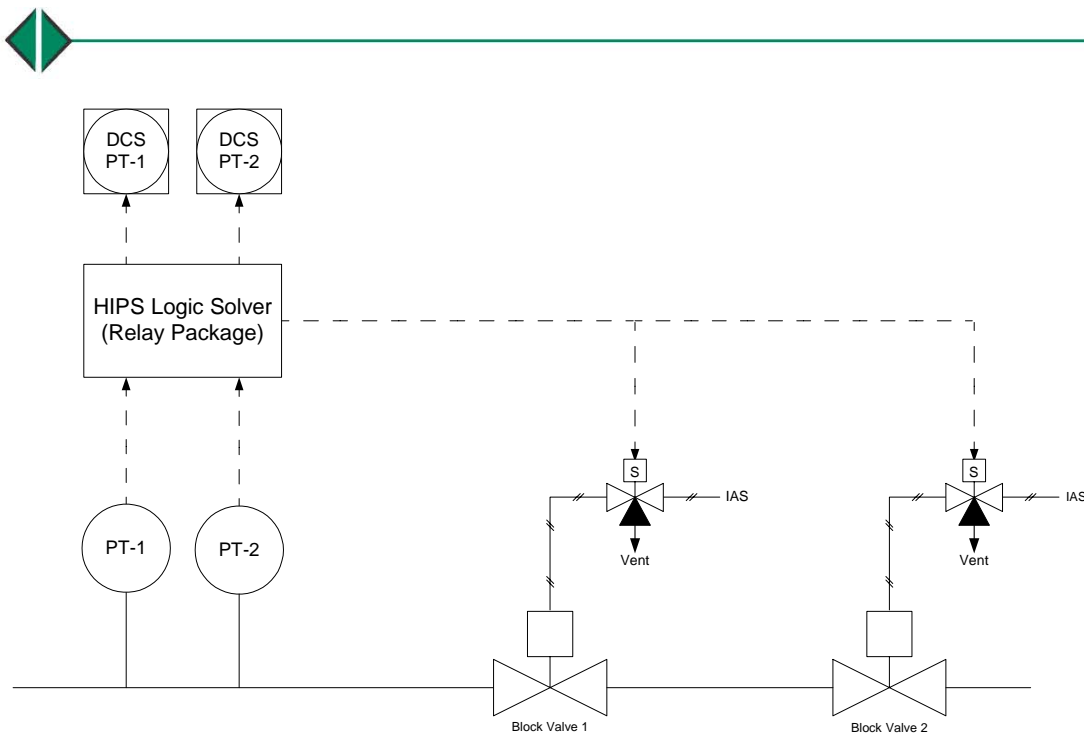 DCS
PT-1
DCS
PT-2
HIPS Logic Solver
(Relay Package)
S
S
IAS
IAS
PT-1
PT-2
Vent
Vent
Block Valve 1
Block Valve 2